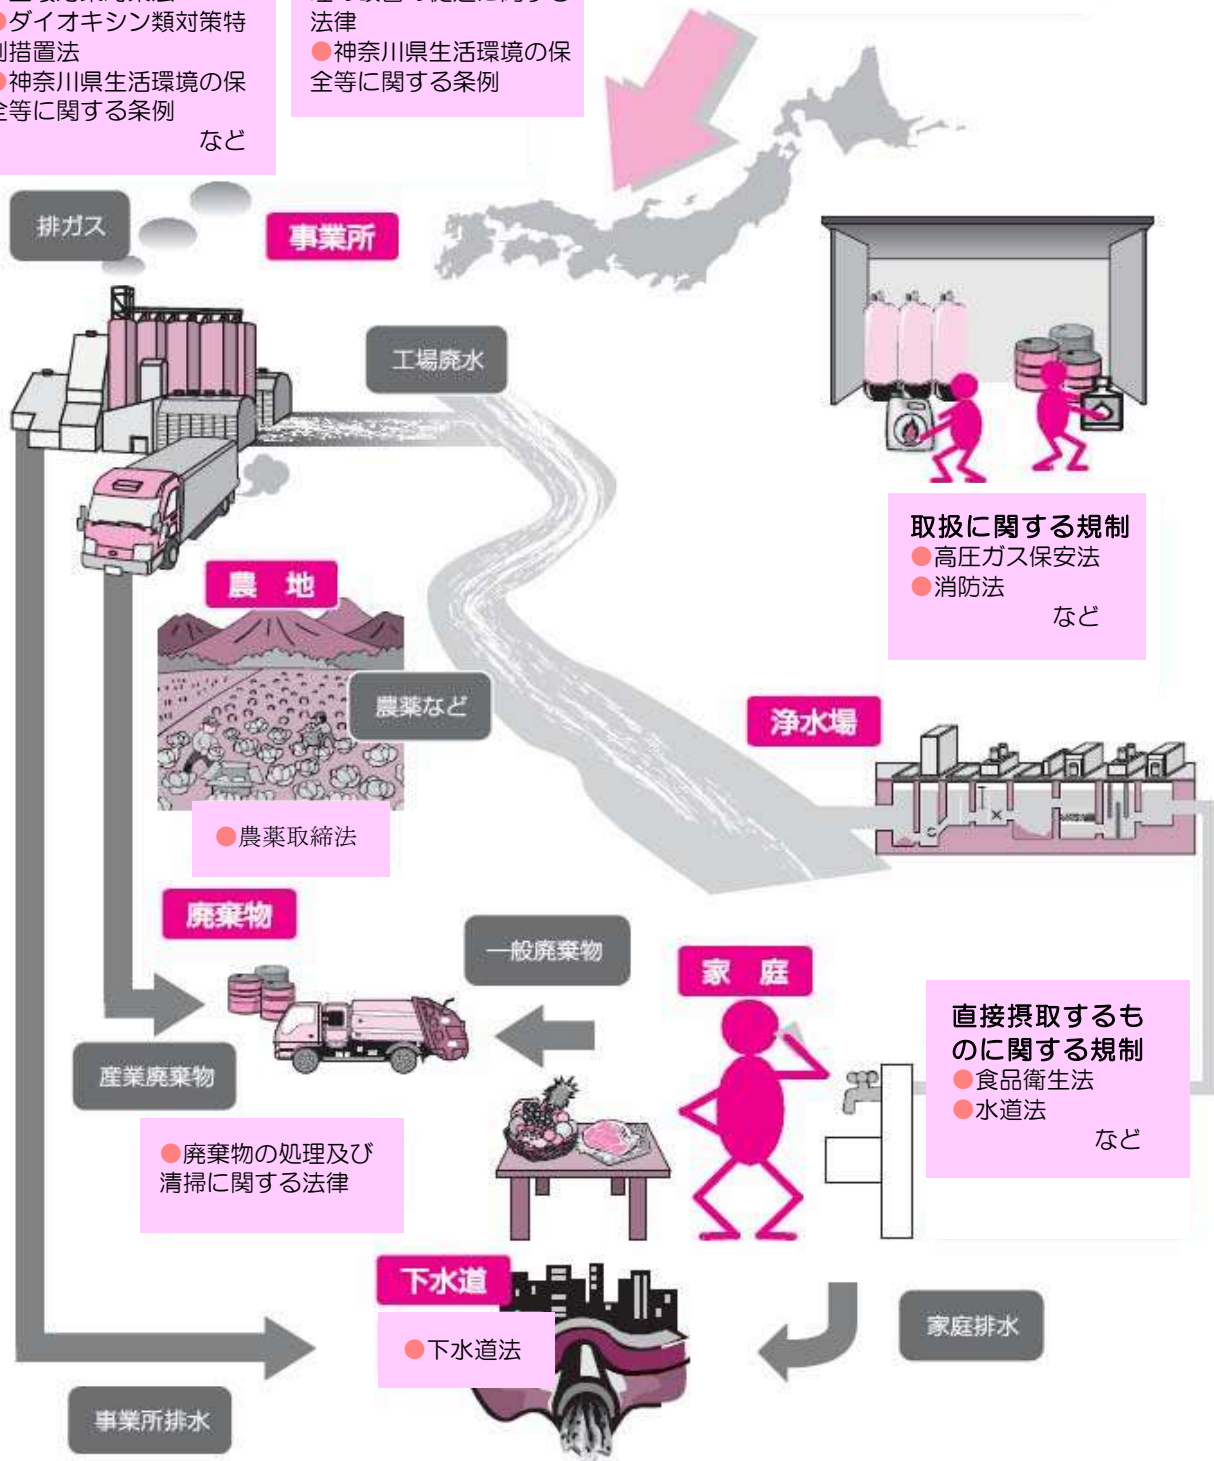 ●ダイオキシン類対策特
別措置法
●神奈川県生活環境の保
全等に関する条例
など
法律
●神奈川県生活環境の保
全等に関する条例
排ガス
事業所
工場廃水
取扱に関する規制
●高圧ガス保安法
●消防法
など
農 地
農薬など
●農薬取締法
浄水場
廃棄物
一般廃棄物
家 庭
産業廃棄物
直接摂取するも
のに関する規制
●食品衛生法
●水道法
など
●廃棄物の処理及び
清掃に関する法律
下水道
●下水道法
家庭排水
事業所排水